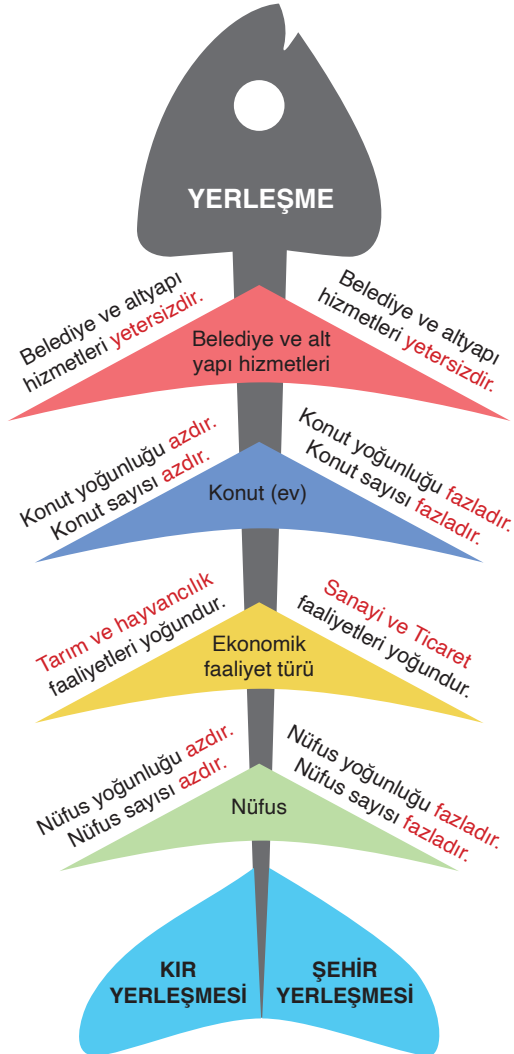 YERLEŞME
Belediye ve altyapı
hizmetleri yetersizdir.
Belediye ve alt
yapı hizmetleri
Belediye ve altyapı
hizmetleri yetersizdir.
Konut yoğunluğu azdır.
Konut sayısı azdır.
Konut (ev)
Konut yoğunluğu fazladır.
Konut sayısı fazladır.
Tarım ve hayvancılık
faaliyetleri yoğundur.
Ekonomik
faaliyet türü
Sanayi ve Ticaret
faaliyetleri yoğundur.
Nüfus yoğunluğu azdır.
Nüfus sayısı azdır.
Nüfus
Nüfus yoğunluğu fazladır.
Nüfus sayısı fazladır.
KIR
YERLEŞMESİ
ŞEHİR
YERLEŞMESİ